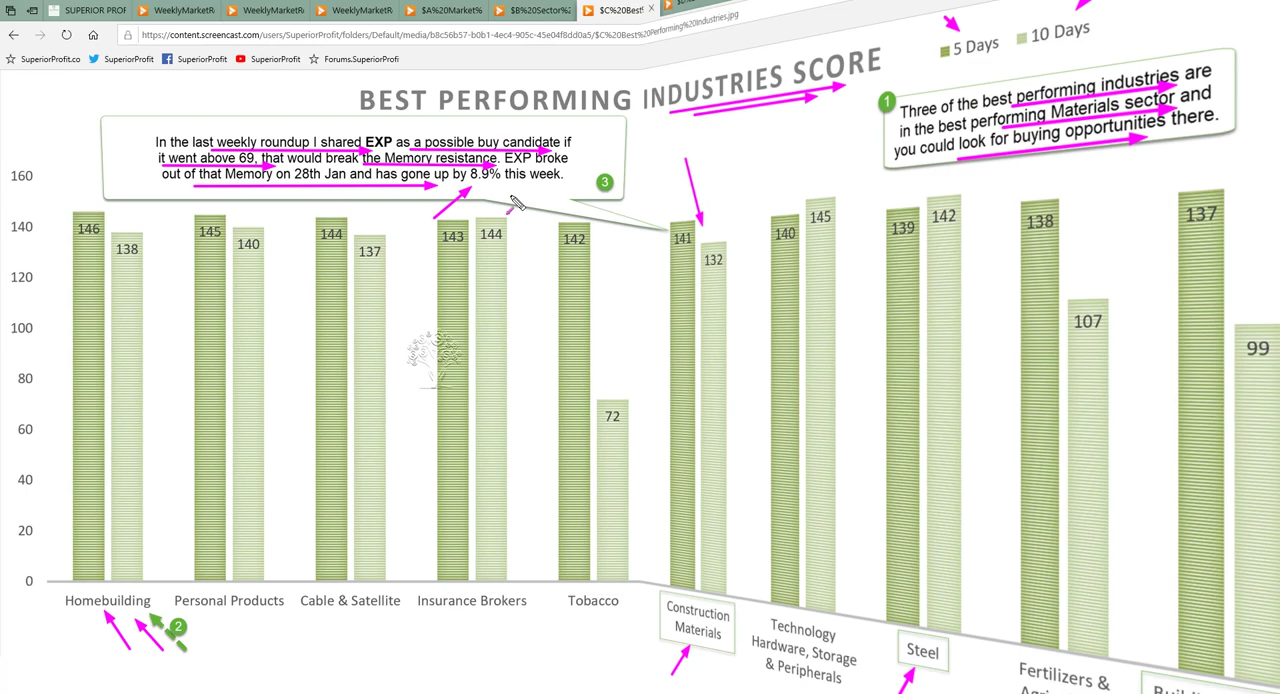 SUPERIOR PROF
WeeklyMarketR
WeeklyMarketR
WeeklyMarketR
$A%20Market%
$B%20Sector%2
$C%20Best!
https://content.screencast.com/users/SuperiorProfit/folders/Default/media/b8c56b57-b0b1-4ec4-905c-45e04f8dd0a5/$C%20Best%20Performing%20Industries.jpg
SuperiorProfit.co
SuperiorProfit
SuperiorProfit
SuperiorProfit
Forums.SuperiorProfi
5 Days
10 Days
BEST PERFORMING INDUSTRIES SCORE
1
Three of the best performing industries are
in the best performing Materials sector and
you could look for buying opportunities there.
In the last weekly roundup I shared EXP as a possible buy candidate if
it went above 69, that would break the Memory resistance. EXP broke
out of that Memory on 28th Jan and has gone up by 8.9% this week.
3
160
140
120
100
80
60
40
20
0
146
138
145
140
144
137
143
144
142
72
141
132
140
145
139
142
138
107
137
99
Homebuilding
Personal Products
Cable & Satellite
Insurance Brokers
Tobacco
Construction
Materials
Technology
Hardware, Storage
& Peripherals
Steel
Fertilizers &
2